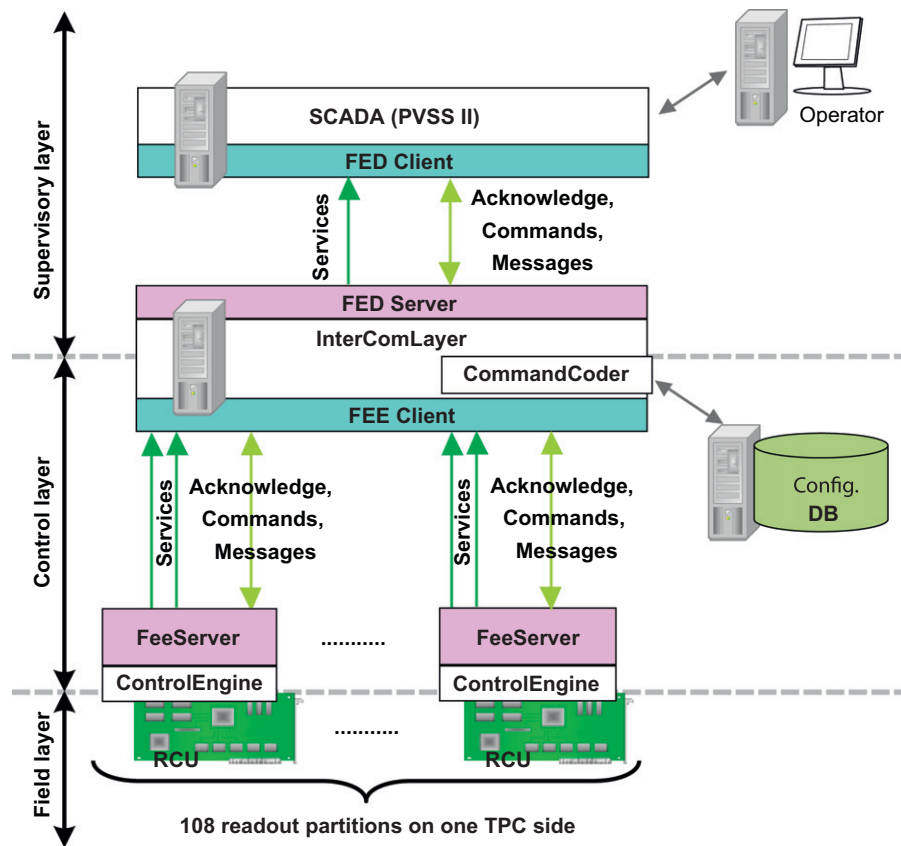 Supervisory layer
Control layer
Field layer
SCADA (PVSS II)
FED Client
Operator
Services
Acknowledge,
Commands,
Messages
FED Server
InterComLayer
CommandCoder
FEE Client
Config.
DB
Services
Acknowledge,
Commands,
Messages
Services
Acknowledge,
Commands,
Messages
FeeServer
...........
FeeServer
ControlEngine
ControlEngine
RCU
...........
RCU
108 readout partitions on one TPC side